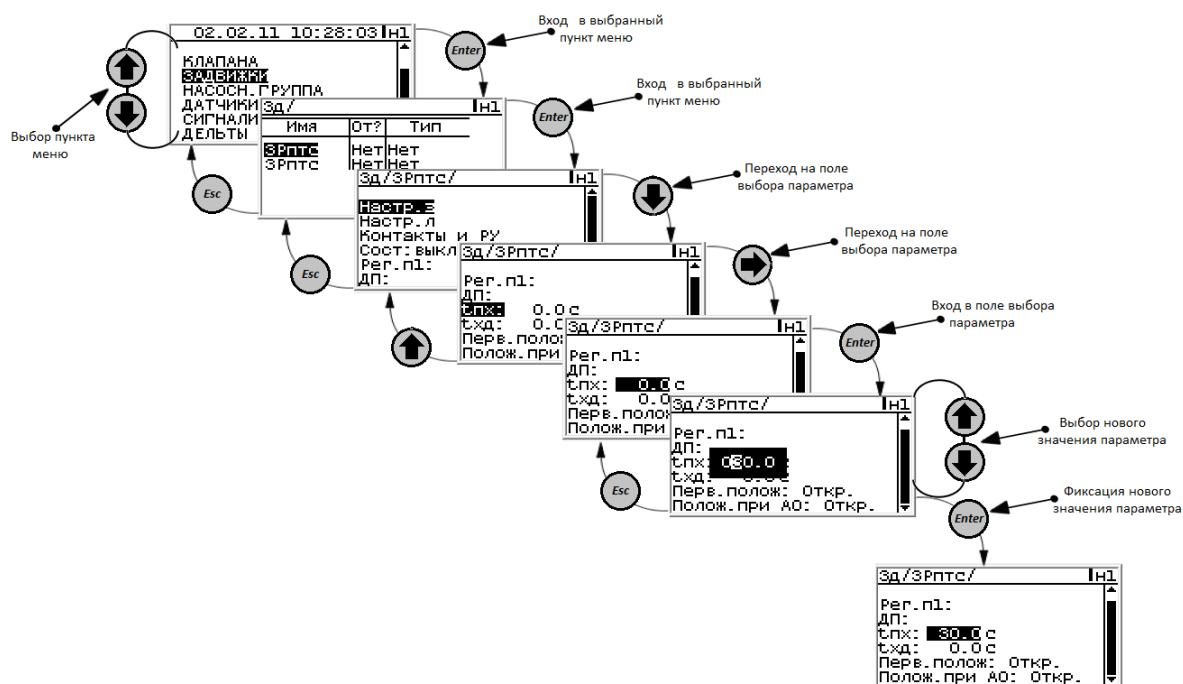 02.02.11 10:28:03 Н1
КЛАПАНА
ЗАДВИЖКИ
НАСОСН.ГРУППА
ДАТЧИКИ
СИГНАЛИ
ДЕЛЬТЫ
Выбор пункта
меню
Enter
Вход в выбранный
пункт меню
Esc
Зд/ Н1
Имя От? Тип
ЗРптс Нет Нет
ЗРптс Нет Нет
Enter
Вход в выбранный
пункт меню
Esc
Зд/ЗРптс/ Н1
Настр.з
Настр.л
Контакты и РУ
Сост:выкл
Рег.п1:
ДП:
Переход на поле
выбора параметра
Зд/ЗРптс/ Н1
Рег.п1:
ДП:
tпх: 0.0с
tхд: 0.0
Перв.полож
Полож.при
Переход на поле
выбора параметра
Зд/ЗРптс/ Н1
Рег.п1:
ДП:
tпх: 0.0с
tхд: 0.0
Перв.полож
Полож.при
Enter
Вход в поле выбора
параметра
Esc
Зд/ЗРптс/ Н1
Рег.п1:
ДП:
tпх: 030.0
tхд: 0.0с
Перв.полож: Откр.
Полож.при АО: Откр.
Выбор нового
значения параметра
Enter
Фиксация нового
значения параметра
Зд/ЗРптс/ Н1
Рег.п1:
ДП:
tпх: 30.0с
tхд: 0.0с
Перв.полож: Откр.
Полож.при АО: Откр.